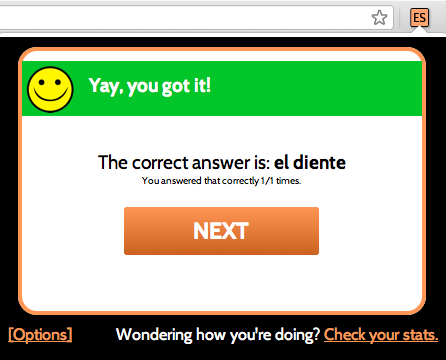 ES
Yay, you got it!
The correct answer is: el diente
You answered that correctly 1/1 times.
NEXT
[Options] Wondering how you're doing? Check your stats.